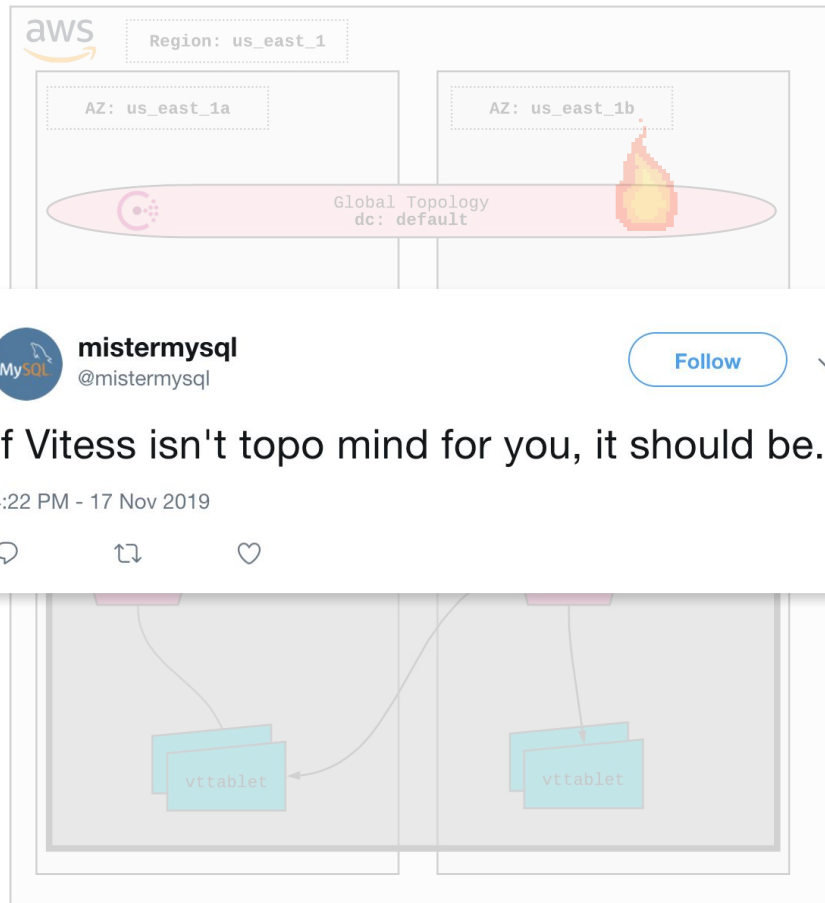 aws
Region: us_east_1
AZ: us_east_1a
AZ: us_east_1b
Global Topology
dc: default
MySQL
mistermysql
@mistermysql
Follow
f Vitess isn't topo mind for you, it should be.
:22 PM - 17 Nov 2019
vttablet
vttablet